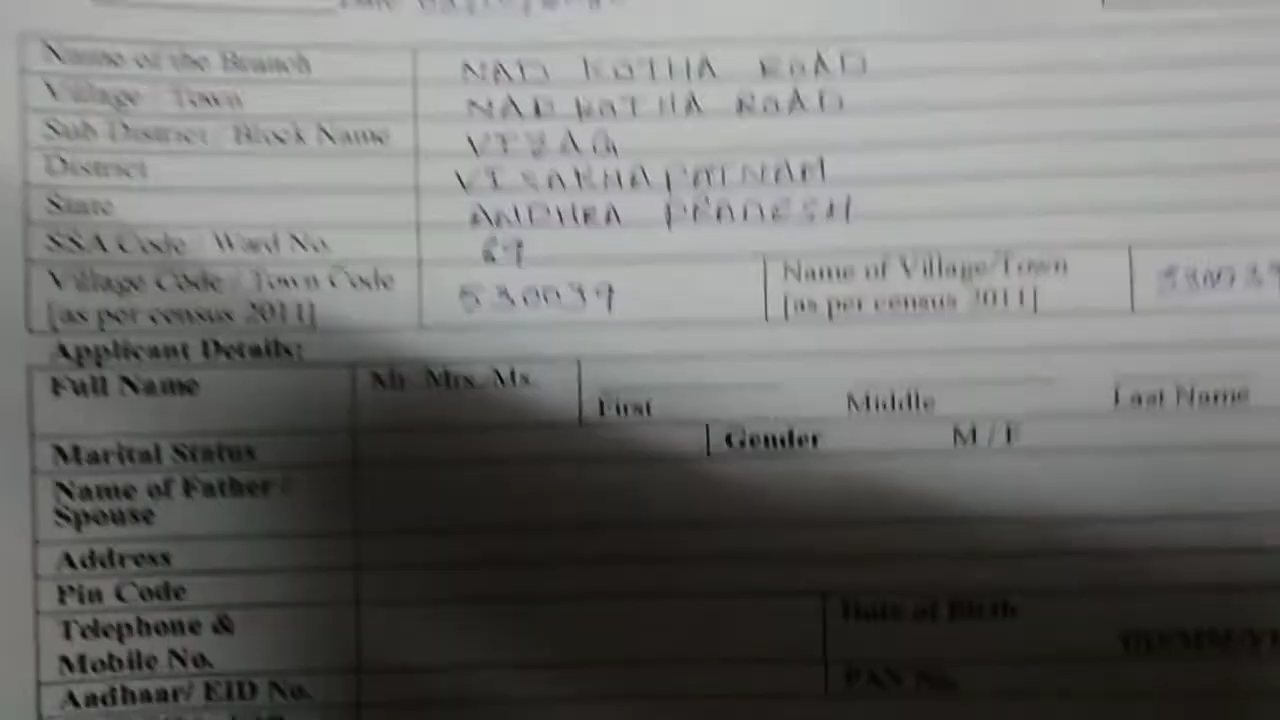 Name of the Branch NAD KOTHA ROAD
Village / Town NAD KOTHA ROAD
Sub District / Block Name VIZAG
District VISAKHAPATNAM
State ANDHRA PRADESH
SSA Code / Ward No.
Village Code / Town Code 530039 Name of Village/Town
[as per census 2011] [as per census 2011]
Applicant Details:
Full Name Mr. Mrs. Ms. First Middle Last Name
Marital Status Gender M / F
Name of Father /
Spouse
Address
Pin Code
Telephone & Date of Birth
Mobile No.
Aadhaar/ EID No. PAN No.